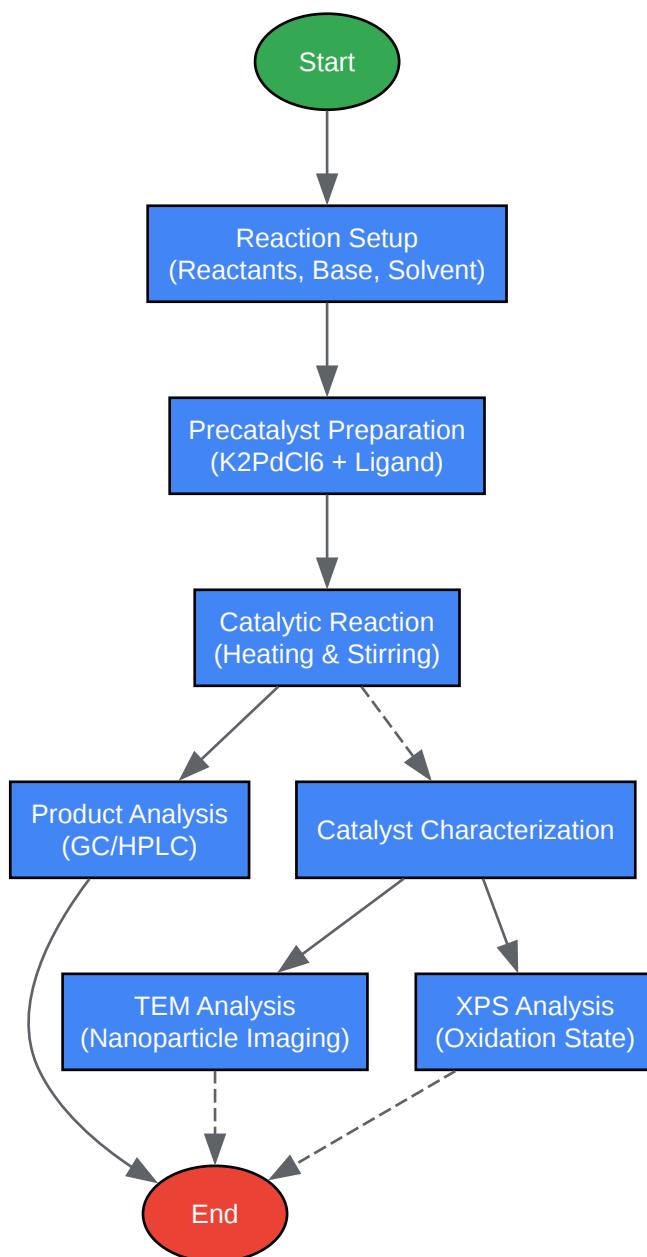 Start
Reaction Setup
(Reactants, Base, Solvent)
Precatalyst Preparation
(K2PdCl6 + Ligand)
Catalytic Reaction
(Heating & Stirring)
Product Analysis
(GC/HPLC)
Catalyst Characterization
TEM Analysis
(Nanoparticle Imaging)
XPS Analysis
(Oxidation State)
End